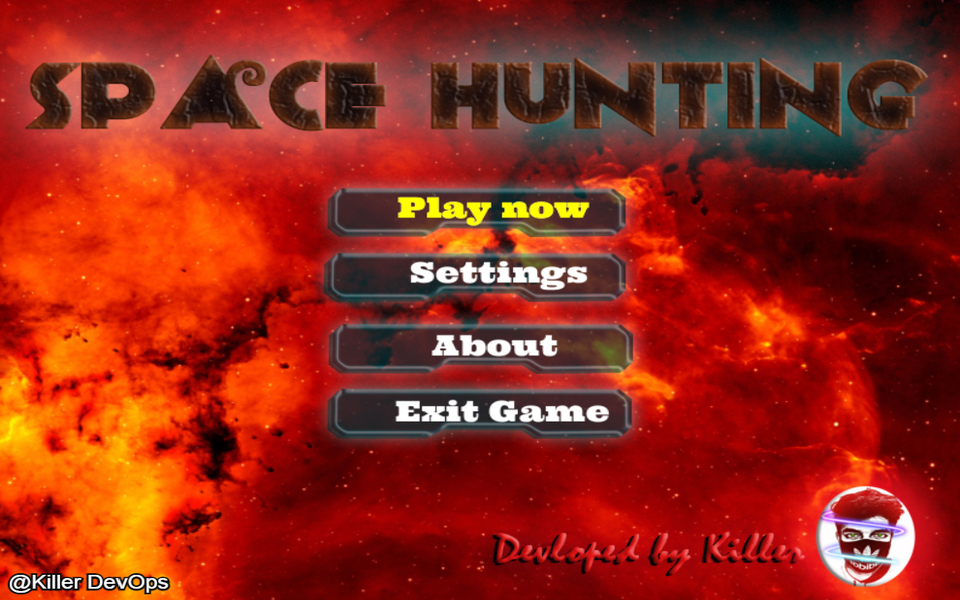 SPACE HUNTING
Play now
Settings
About
Exit Game
Devloped by Killer
@Killer DevOps